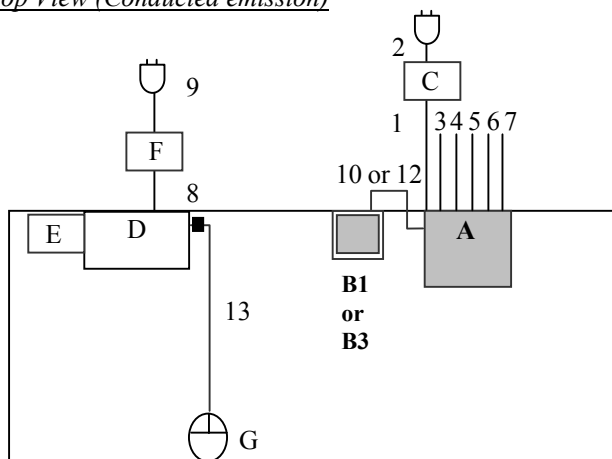 op View (Conducted emission)
2
C
9
1
3 4 5 6 7
F
10 or 12
8
E
D
A
B1
or
B3
13
G